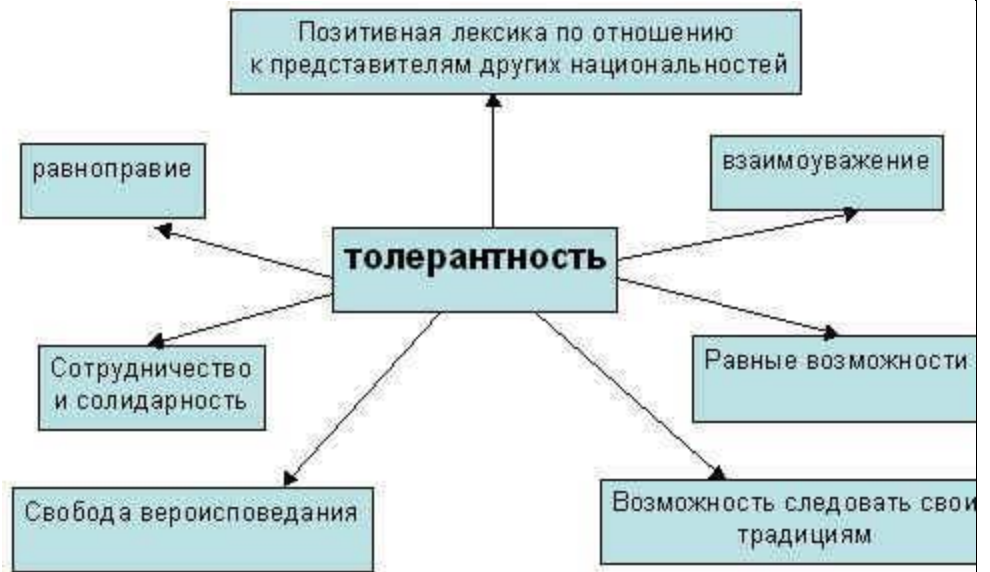 Позитивная лексика по отношению
к представителям других национальностей
равноправие
взаимоуважение
толерантность
Сотрудничество
и солидарность
Равные возможности
Свобода вероисповедания
Возможность следовать свои
традициям